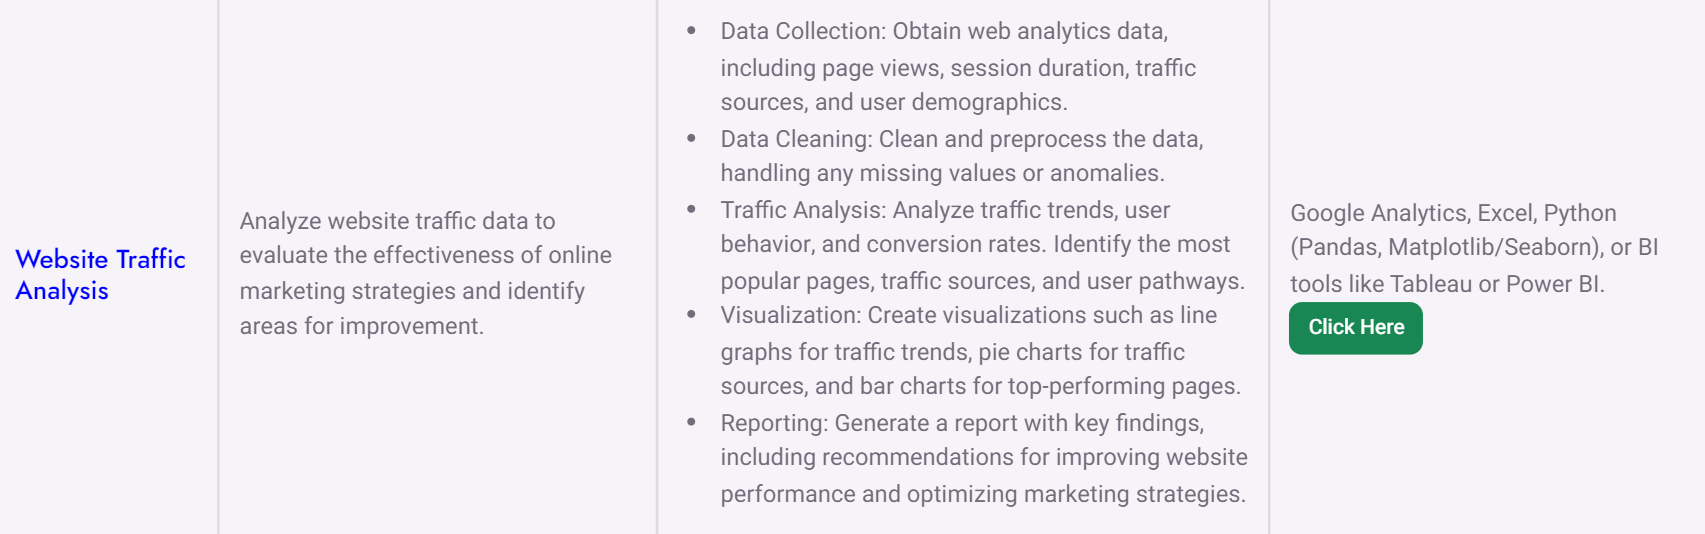 Website Traffic
Analysis
Analyze website traffic data to
evaluate the effectiveness of online
marketing strategies and identify
areas for improvement.
• Data Collection: Obtain web analytics data,
including page views, session duration, traffic
sources, and user demographics.
• Data Cleaning: Clean and preprocess the data,
handling any missing values or anomalies.
• Traffic Analysis: Analyze traffic trends, user
behavior, and conversion rates. Identify the most
popular pages, traffic sources, and user pathways.
• Visualization: Create visualizations such as line
graphs for traffic trends, pie charts for traffic
sources, and bar charts for top-performing pages.
• Reporting: Generate a report with key findings,
including recommendations for improving website
performance and optimizing marketing strategies.
Google Analytics, Excel, Python
(Pandas, Matplotlib/Seaborn), or BI
tools like Tableau or Power BI.
Click Here